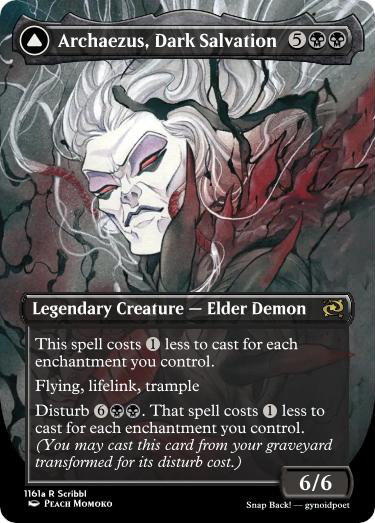 Archaezus, Dark Salvation 5
Legendary Creature — Elder Demon
This spell costs 1 less to cast for each
enchantment you control.
Flying, lifelink, trample
Disturb 6. That spell costs 1 less to
cast for each enchantment you control.
(You may cast this card from your graveyard
transformed for its disturb cost.)
6/6
1161a R Scribbl
Peach Momoko
Snap Back! — gynoidpoet